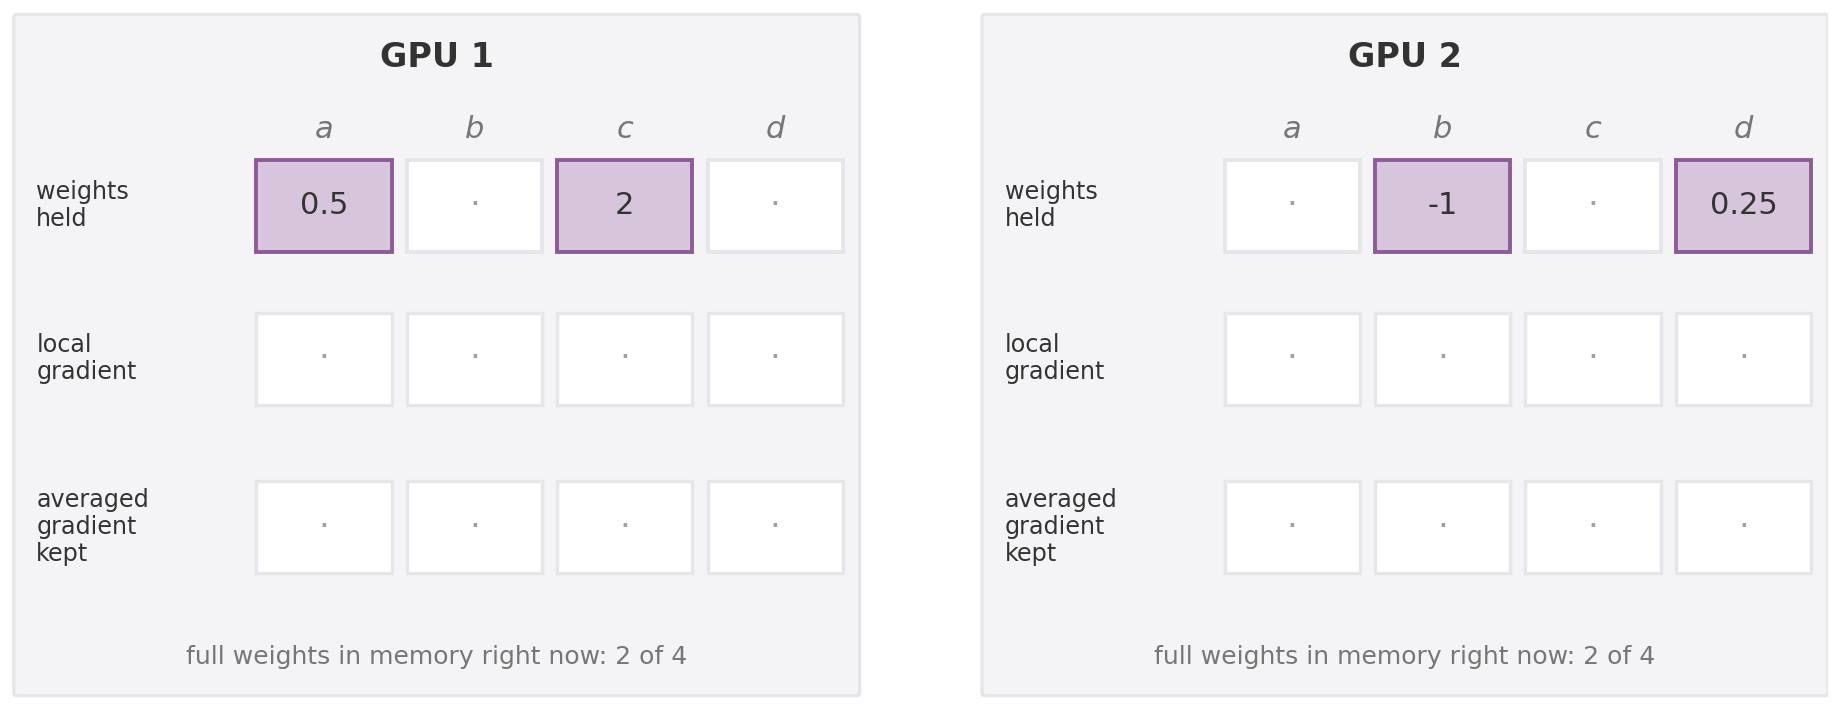 GPU 1
a b c d
weights
held
0.5 · 2 ·
local
gradient
· · · ·
averaged
gradient
kept
· · · ·
full weights in memory right now: 2 of 4
GPU 2
a b c d
weights
held
· -1 · 0.25
local
gradient
· · · ·
averaged
gradient
kept
· · · ·
full weights in memory right now: 2 of 4